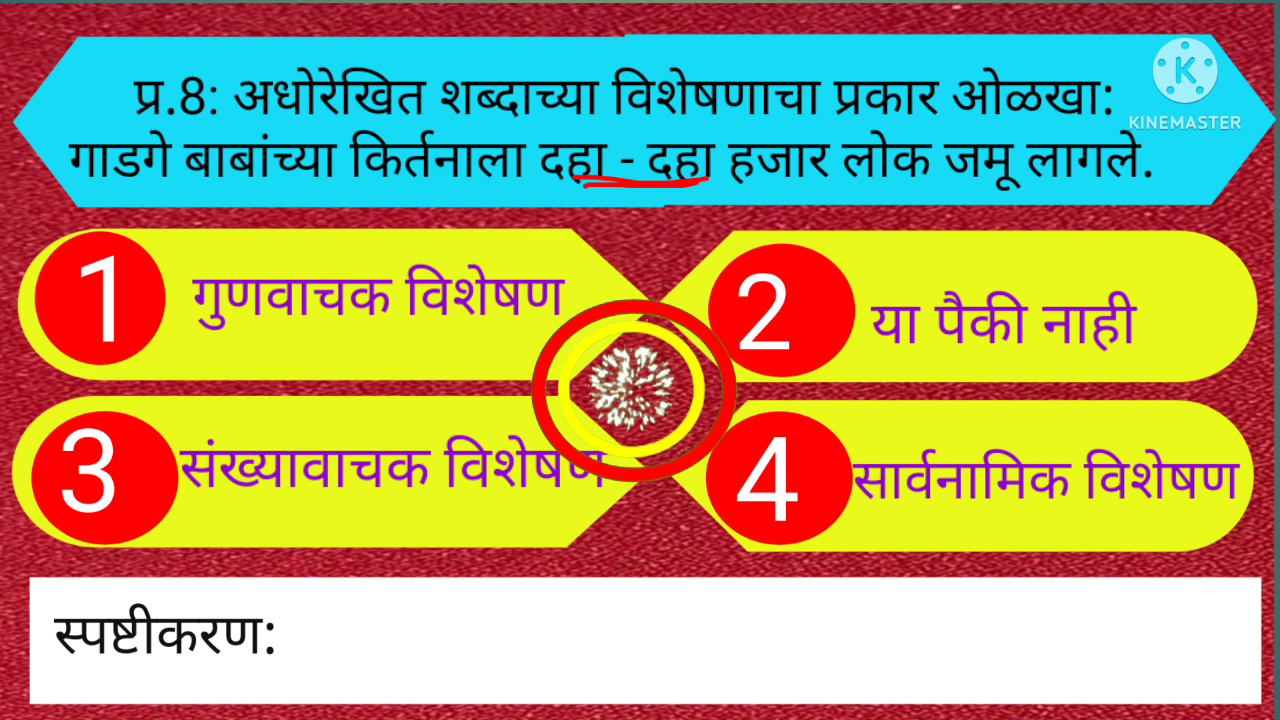 प्र.8: अधोरेखित शब्दाच्या विशेषणाचा प्रकार ओळखा:
गाडगे बाबांच्या किर्तनाला दहा - दहा हजार लोक जमू लागले.
KINEMASTER
1 गुणवाचक विशेषण
2 या पैकी नाही
3 संख्यावाचक विशेषण
4 सार्वनामिक विशेषण
स्पष्टीकरण: